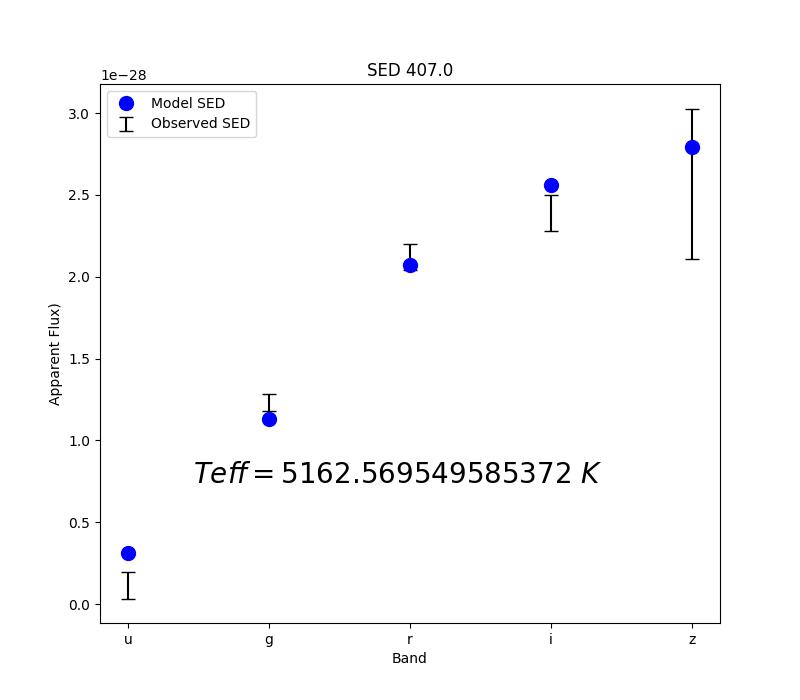 SED 407.0
1e−28
Model SED
Observed SED
3.0
2.5
2.0
1.5
1.0
0.5
0.0
Apparent Flux)
Teff = 5162.569549585372 K
u g r i z
Band